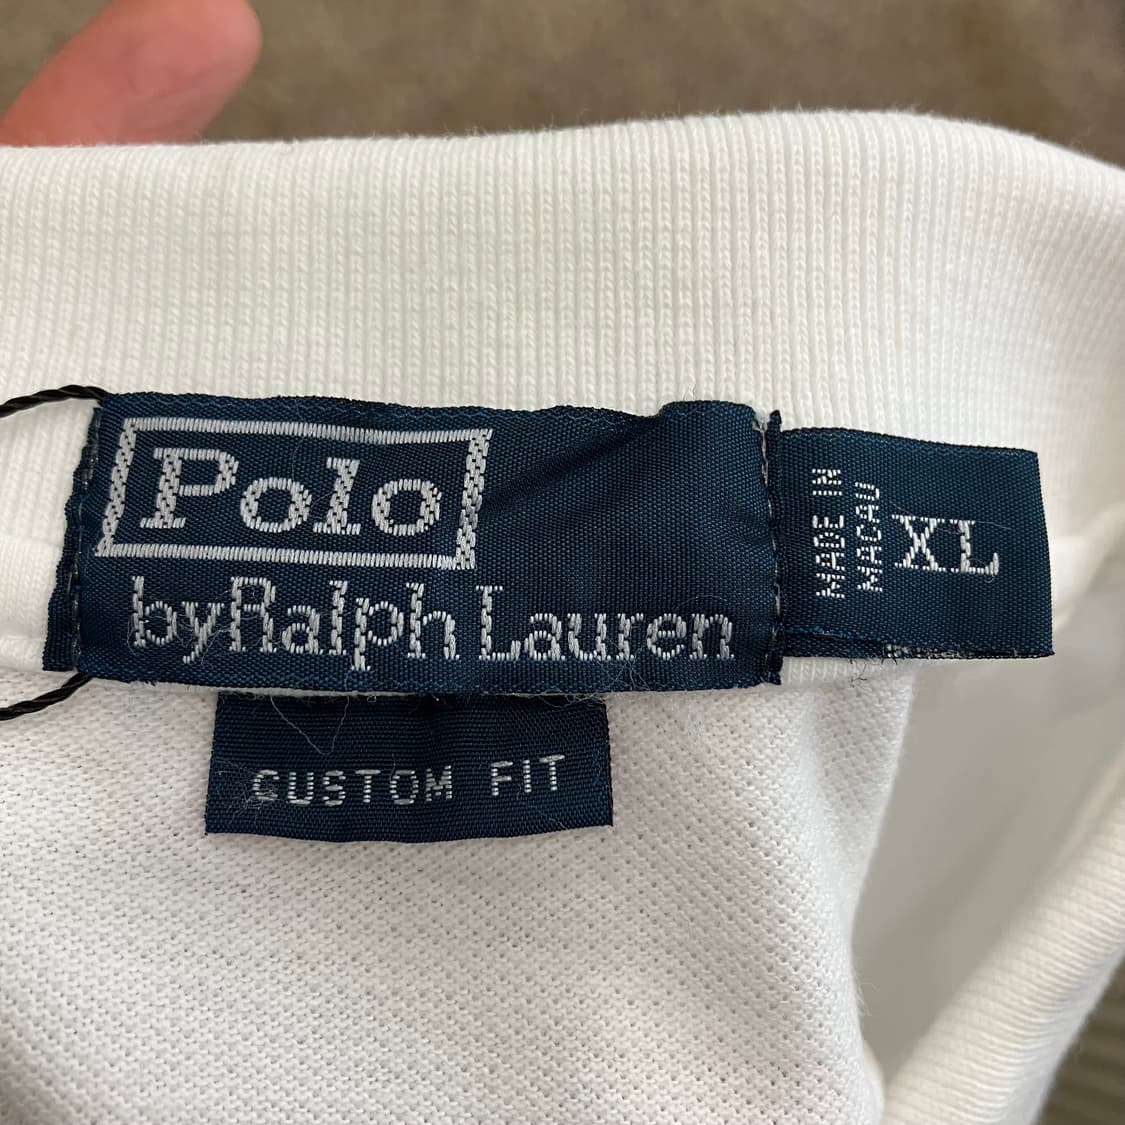 Polo
by Ralph Lauren
MADE IN
MACAU
XL
CUSTOM FIT